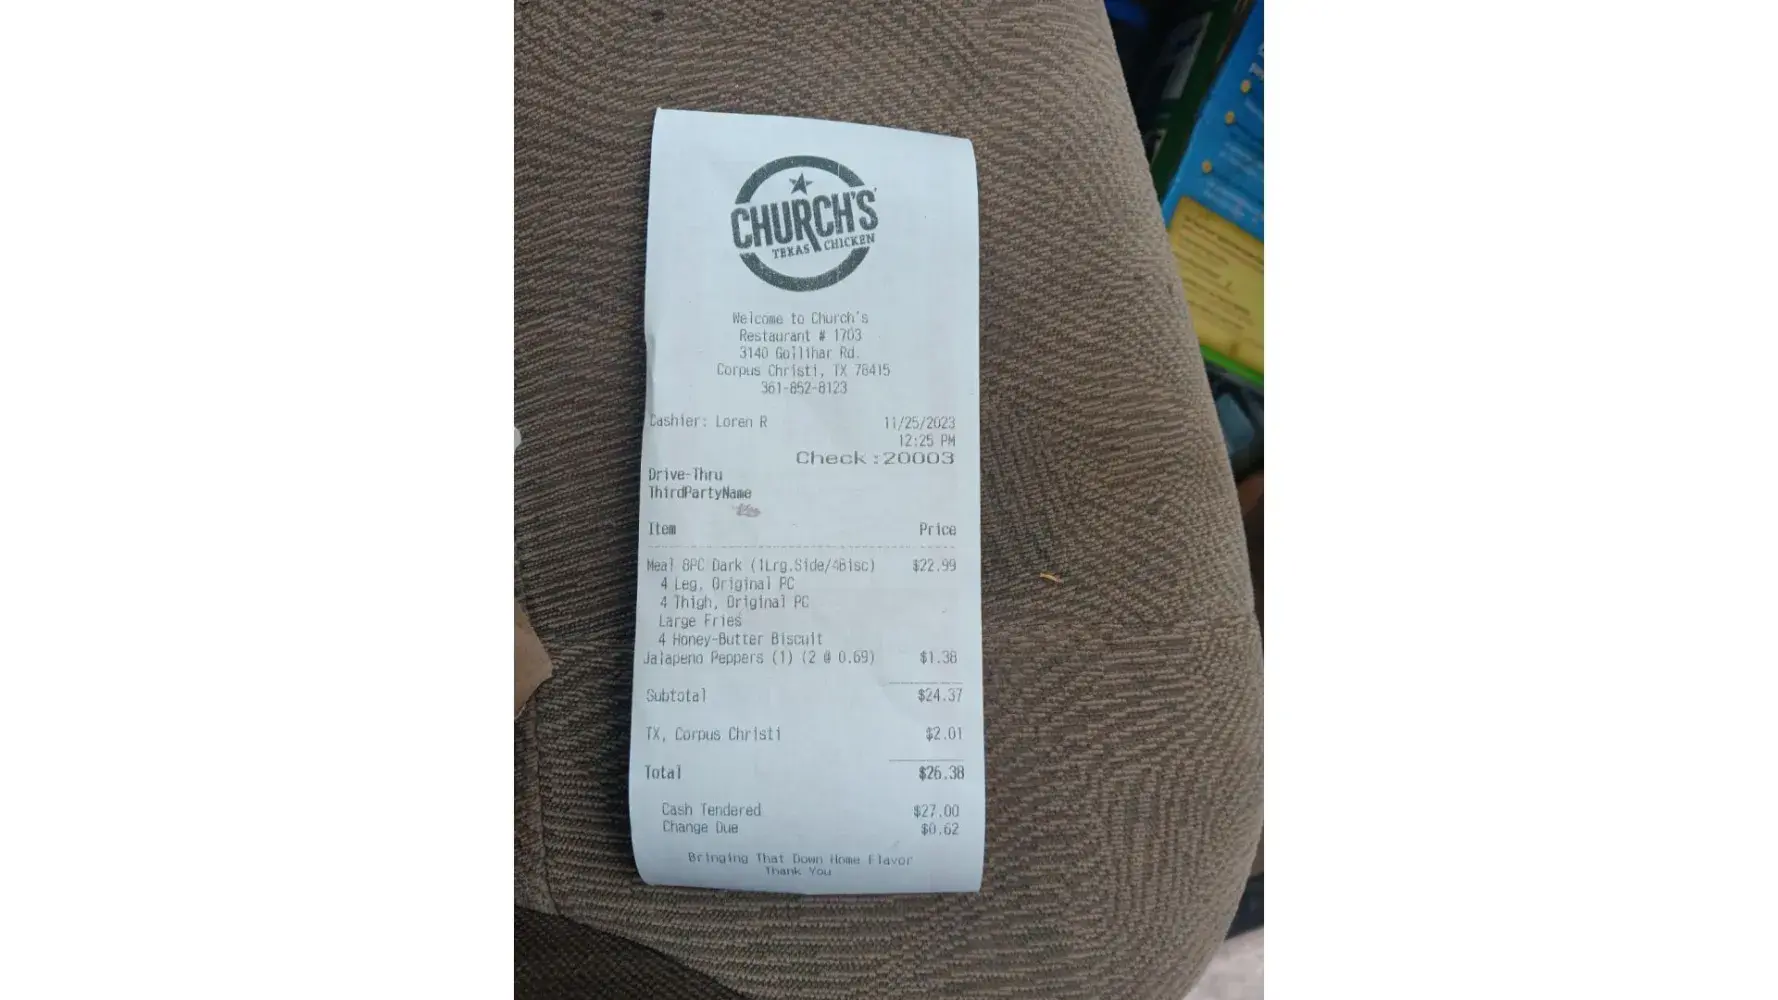 CHURCH'S
TEXAS CHICKEN
Welcome to Church's
Restaurant # 1703
3140 Gollihar Rd.
Corpus Christi, TX 78415
361-852-8123
Cashier: Loren R 11/25/2023
12:25 PM
Check:20003
Drive-Thru
ThirdPartyName
Item Price
Meal 8PC Dark (1Lrg.Side/4Bisc) $22.99
4 Leg, Original PC
4 Thigh, Original PC
Large Fries
4 Honey-Butter Biscuit
Jalapeno Peppers (1) (2 @ 0.69) $1.38
Subtotal $24.37
TX, Corpus Christi $2.01
Total $26.38
Cash Tendered $27.00
Change Due $0.62
Bringing That Down Home Flavor
Thank You